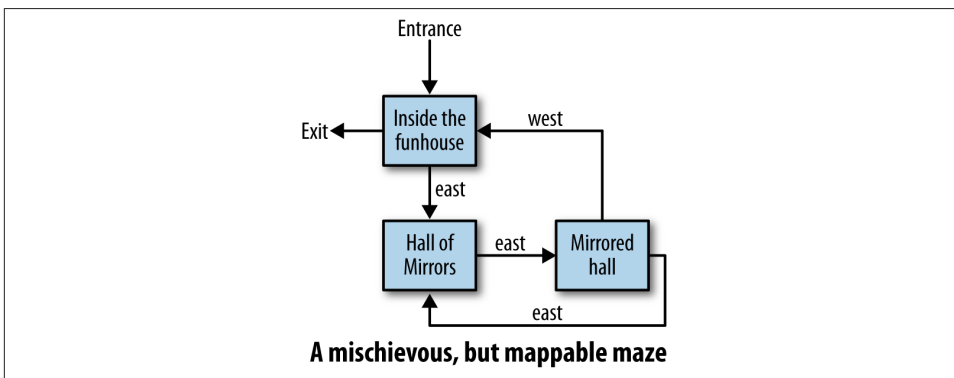 Entrance
Inside the
funhouse
Exit
west
east
Hall of
Mirrors
east
Mirrored
hall
east
A mischievous, but mappable maze